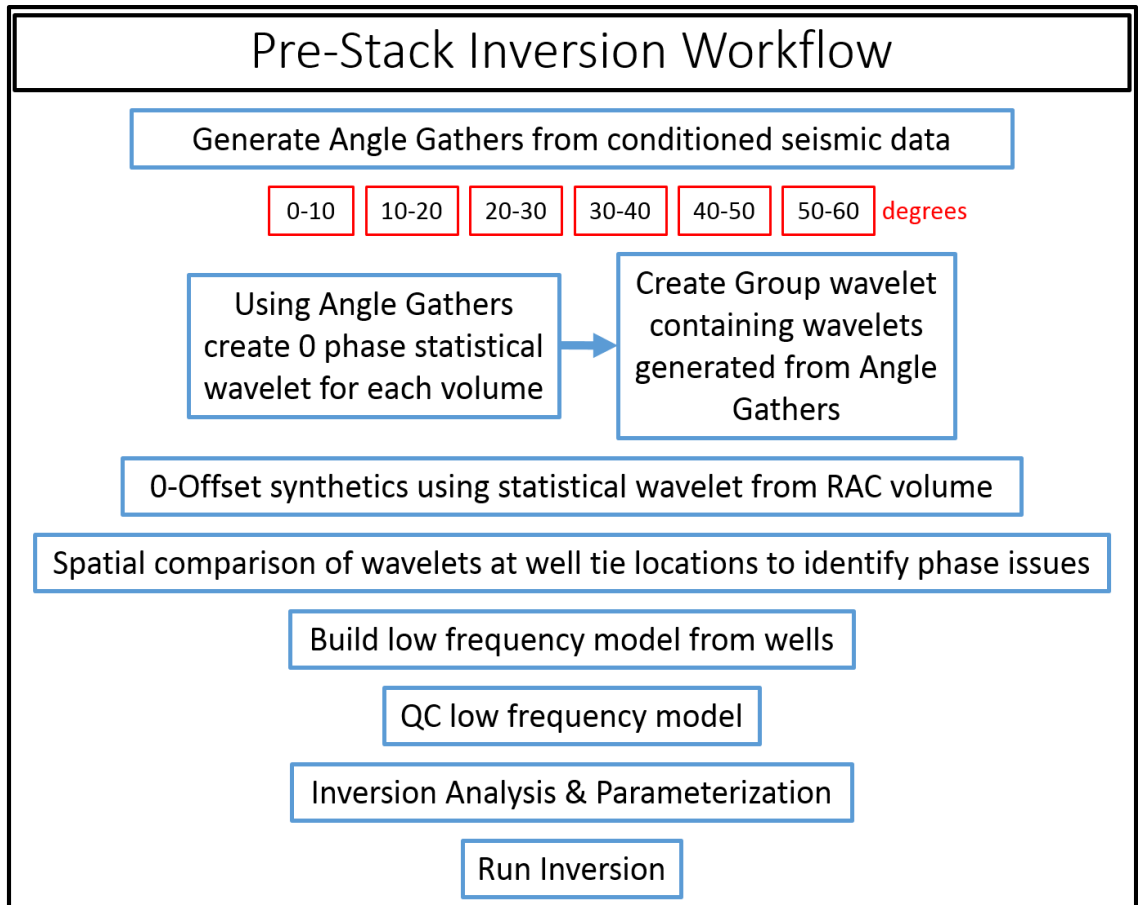 Pre-Stack Inversion Workflow
Generate Angle Gathers from conditioned seismic data
0-10 10-20 20-30 30-40 40-50 50-60 degrees
Using Angle Gathers
create 0 phase statistical
wavelet for each volume
Create Group wavelet
containing wavelets
generated from Angle
Gathers
0-Offset synthetics using statistical wavelet from RAC volume
Spatial comparison of wavelets at well tie locations to identify phase issues
Build low frequency model from wells
QC low frequency model
Inversion Analysis & Parameterization
Run Inversion